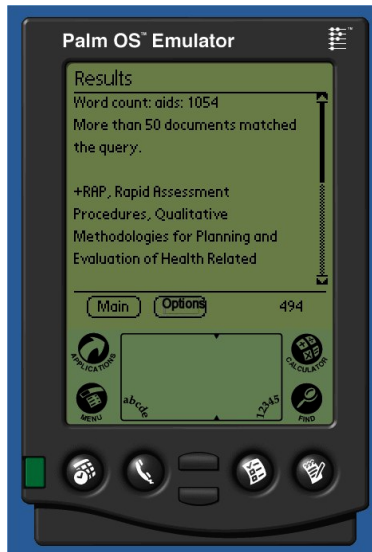 Palm OS™ Emulator
Results
Word count: aids: 1054
More than 50 documents matched
the query.
+RAP, Rapid Assessment
Procedures, Qualitative
Methodologies for Planning and
Evaluation of Health Related
Main Options 494
APPLICATIONS
CALCULATOR
MENU
abcde
12345
FIND